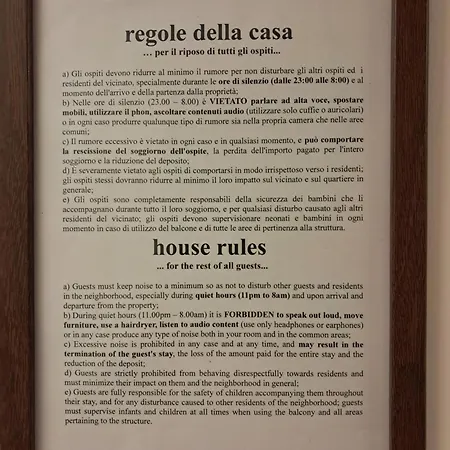 regole della casa
... per il riposo di tutti gli ospiti...
a) Gli ospiti devono ridurre al minimo il rumore per non disturbare gli altri ospiti ed i
residenti del vicinato, specialmente durante le ore di silenzio (dalle 23:00 alle 8:00) e al
momento dell'arrivo e della partenza dalla proprietà;
b) Nelle ore di silenzio (23.00 – 8.00) è VIETATO parlare ad alta voce, spostare
mobili, utilizzare il phon, ascoltare contenuti audio (utilizzare solo cuffie o auricolari)
o in ogni caso produrre qualunque tipo di rumore sia nella propria camera che nelle aree
comuni;
c) Il rumore eccessivo è vietato in ogni caso e in qualsiasi momento, e può comportare
la rescissione del soggiorno dell'ospite, la perdita dell'importo pagato per l'intero
soggiorno e la riduzione del deposito;
d) E severamente vietato agli ospiti di comportarsi in modo irrispettoso verso i residenti;
gli ospiti stessi dovranno ridurre al minimo il loro impatto sul vicinato e sul quartiere in
generale;
e) Gli ospiti sono completamente responsabili della sicurezza dei bambini che li
accompagnano durante tutto il loro soggiorno, e per qualsiasi disturbo causato agli altri
residenti del vicinato; gli ospiti devono supervisionare neonati e bambini in ogni
momento in caso di utilizzo del balcone e di tutte le aree di pertinenza alla struttura.
house rules
... for the rest of all guests...
a) Guests must keep noise to a minimum so as not to disturb other guests and residents
in the neighborhood, especially during quiet hours (11pm to 8am) and upon arrival and
departure from the property;
b) During quiet hours (11.00pm – 8.00am) it is FORBIDDEN to speak out loud, move
furniture, use a hairdryer, listen to audio content (use only headphones or earphones)
or in any case produce any type of noise both in your room and in the common areas;
c) Excessive noise is prohibited in any case and at any time, and may result in the
termination of the guest's stay, the loss of the amount paid for the entire stay and the
reduction of the deposit;
d) Guests are strictly prohibited from behaving disrespectfully towards residents and
must minimize their impact on them and the neighborhood in general;
e) Guests are fully responsible for the safety of children accompanying them throughout
their stay, and for any disturbance caused to other residents of the neighborhood; guests
must supervise infants and children at all times when using the balcony and all areas
pertaining to the structure.